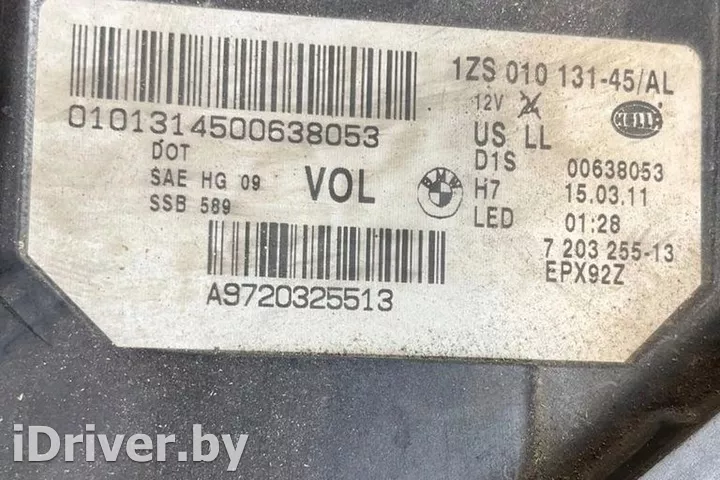 1ZS 010 131-45/AL
12V
HELLA
0101314500638053
US LL
DOT
D1S 00638053
SAE HG 09
VOL
BMW
H7 15.03.11
SSB 589
LED 01:28
7 203 255-13
EPX92Z
A9720325513
iDriver.by